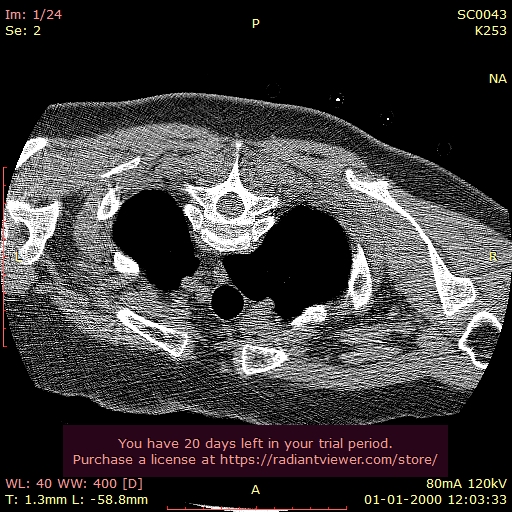 Im: 1/24
Se: 2
P
SC0043
K253
NA
L
R
You have 20 days left in your trial period.
Purchase a license at https://radiantviewer.com/store/
WL: 40 WW: 400 [D]
T: 1.3mm L: -58.8mm
A
80mA 120kV
01-01-2000 12:03:33